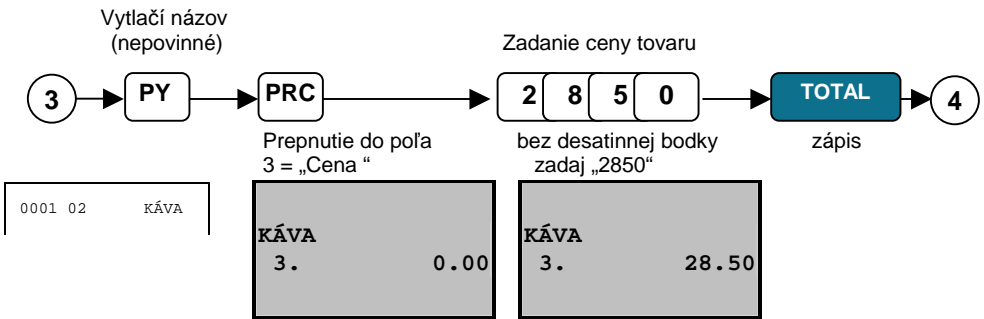 Vytlačí názov
(nepovinné)
Zadanie ceny tovaru
3 PY PRC 2 8 5 0 TOTAL 4
Prepnutie do poľa
3 = „Cena “
bez desatinnej bodky
zadaj „2850“
zápis
0001 02 KÁVA
KÁVA
3. 0.00
KÁVA
3. 28.50